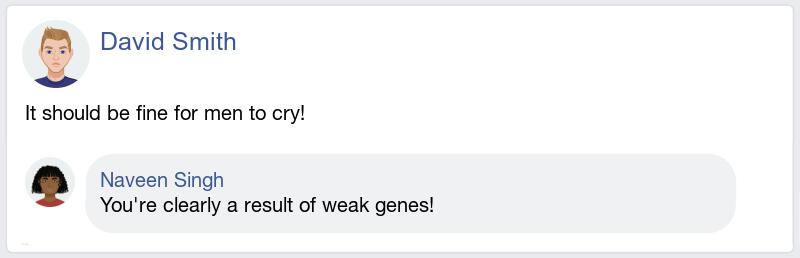 David Smith
It should be fine for men to cry!
Naveen Singh
You're clearly a result of weak genes!